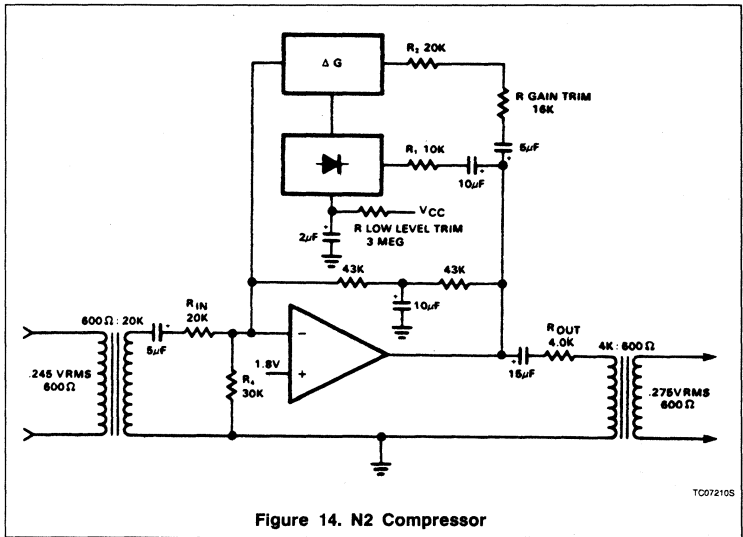 ΔG
R₂ 20K
R GAIN TRIM
16K
5μF
R₁ 10K
10μF
VCC
R LOW LEVEL TRIM
3 MEG
2μF
43K
43K
10μF
600Ω : 20K
RIN
20K
5μF
.245 VRMS
600Ω
R₄
30K
1.8V
−
+
15μF
ROUT
4.0K
4K : 600Ω
.275VRMS
600Ω
TC07210S
Figure 14. N2 Compressor